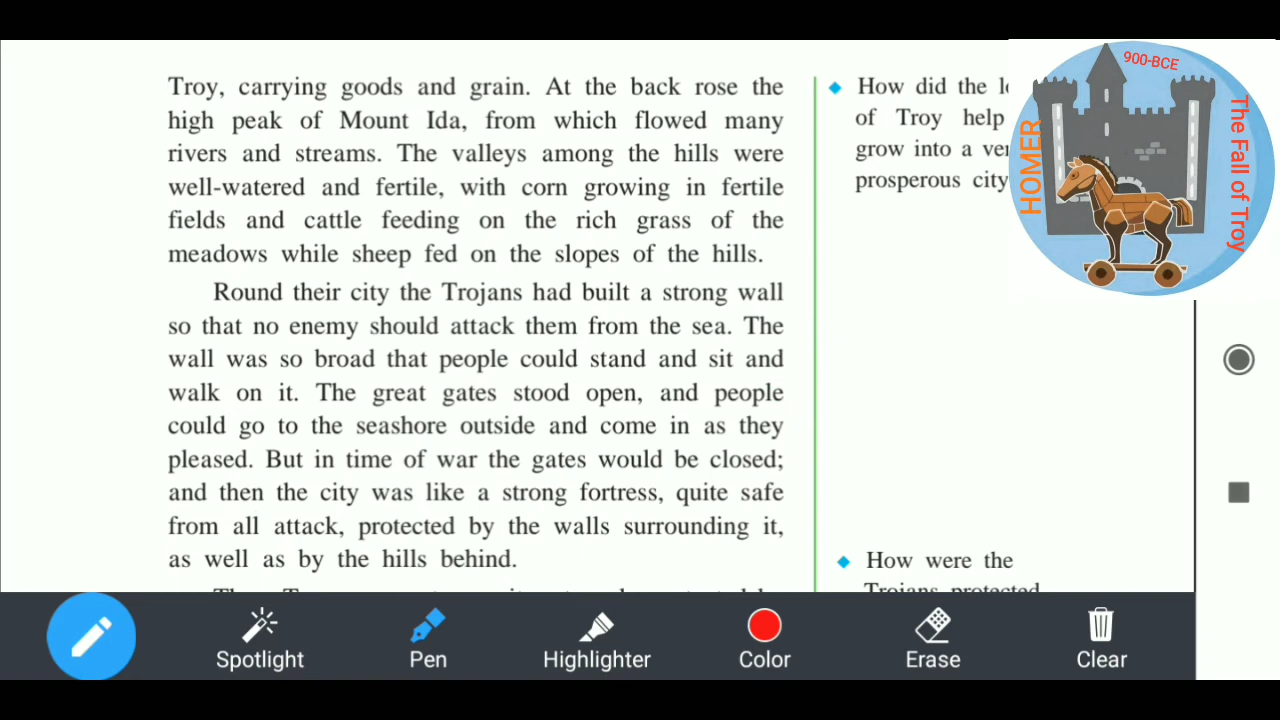 Troy, carrying goods and grain. At the back rose the
high peak of Mount Ida, from which flowed many
rivers and streams. The valleys among the hills were
well-watered and fertile, with corn growing in fertile
fields and cattle feeding on the rich grass of the
meadows while sheep fed on the slopes of the hills.
Round their city the Trojans had built a strong wall
so that no enemy should attack them from the sea. The
wall was so broad that people could stand and sit and
walk on it. The great gates stood open, and people
could go to the seashore outside and come in as they
pleased. But in time of war the gates would be closed;
and then the city was like a strong fortress, quite safe
from all attack, protected by the walls surrounding it,
as well as by the hills behind.
How did the
of Troy help
grow into a
prosperous city
How were the
Trojans protected
900-BCE
HOMER
The Fall of Troy
Spotlight
Pen
Highlighter
Color
Erase
Clear